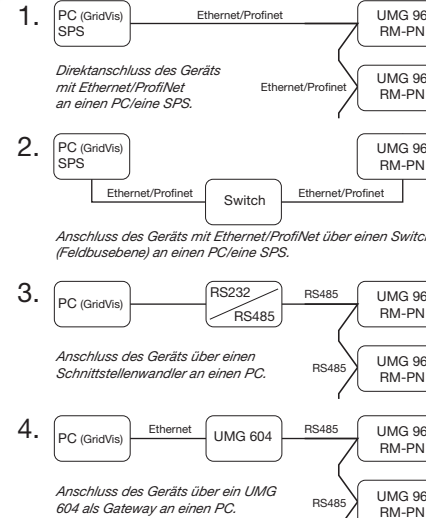 1.
PC (GridVis)
SPS
Ethernet/Profinet
UMG 96
RM-PN
Direktanschluss des Geräts
mit Ethernet/ProfiNet
an einen PC/eine SPS.
Ethernet/Profinet
UMG 96
RM-PN
2.
PC (GridVis)
SPS
UMG 96
RM-PN
Ethernet/Profinet
Switch
Ethernet/Profinet
Anschluss des Geräts mit Ethernet/ProfiNet über einen Switch
(Feldbusebene) an einen PC/eine SPS.
3.
PC (GridVis)
RS232
RS485
RS485
UMG 96
RM-PN
Anschluss des Geräts über einen
Schnittstellenwandler an einen PC.
RS485
UMG 96
RM-PN
4.
PC (GridVis)
Ethernet
UMG 604
RS485
UMG 96
RM-PN
Anschluss des Geräts über ein UMG
604 als Gateway an einen PC.
RS485
UMG 96
RM-PN